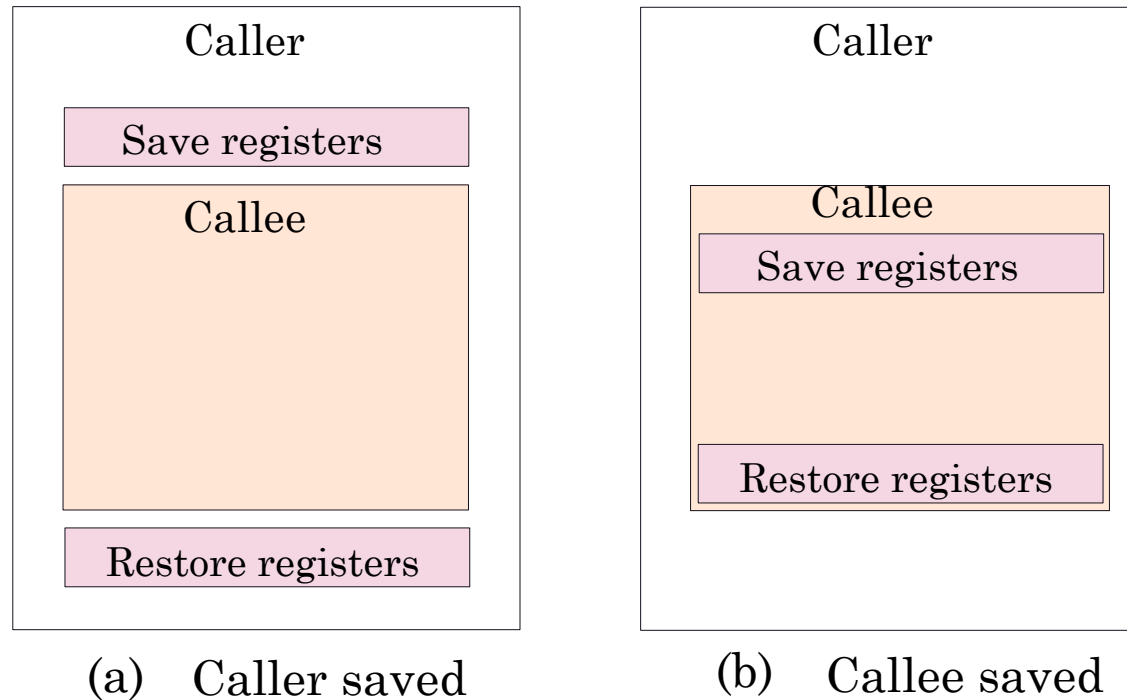 Caller
Save registers
Callee
Restore registers
(a) Caller saved
Caller
Callee
Save registers
Restore registers
(b) Callee saved